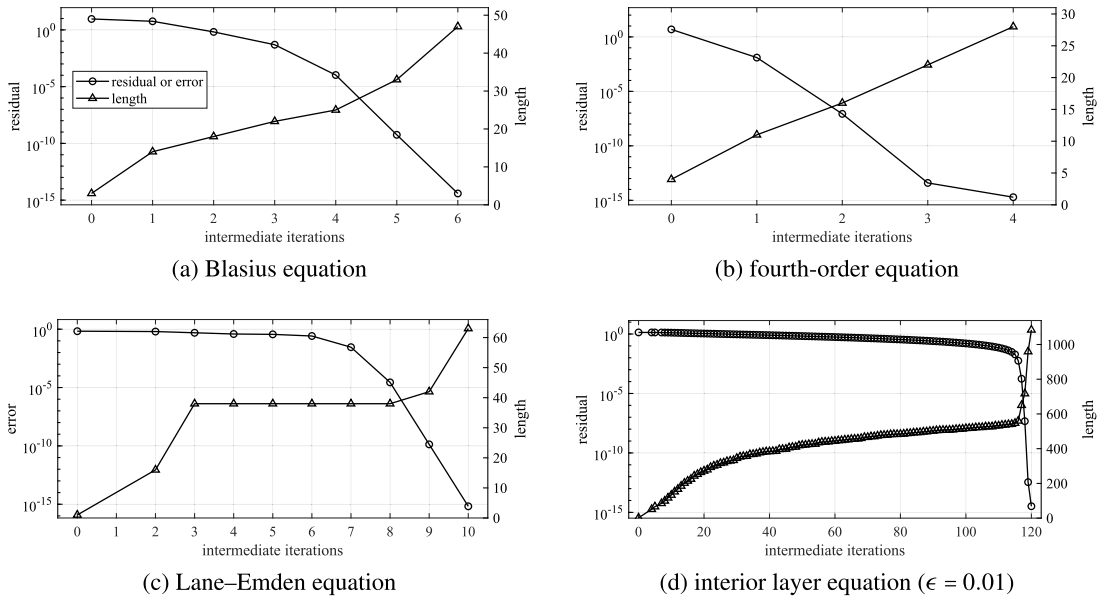 10^0
10^-5
10^-10
10^-15
residual
residual or error
length
50
40
30
20
10
0
length
0 1 2 3 4 5 6
intermediate iterations
(a) Blasius equation
10^0
10^-5
10^-10
10^-15
residual
30
25
20
15
10
5
0
length
0 1 2 3 4
intermediate iterations
(b) fourth-order equation
10^0
10^-5
10^-10
10^-15
error
60
50
40
30
20
10
0
length
0 1 2 3 4 5 6 7 8 9 10
intermediate iterations
(c) Lane–Emden equation
10^0
10^-5
10^-10
10^-15
residual
1000
800
600
400
200
0
length
0 20 40 60 80 100 120
intermediate iterations
(d) interior layer equation (ϵ = 0.01)